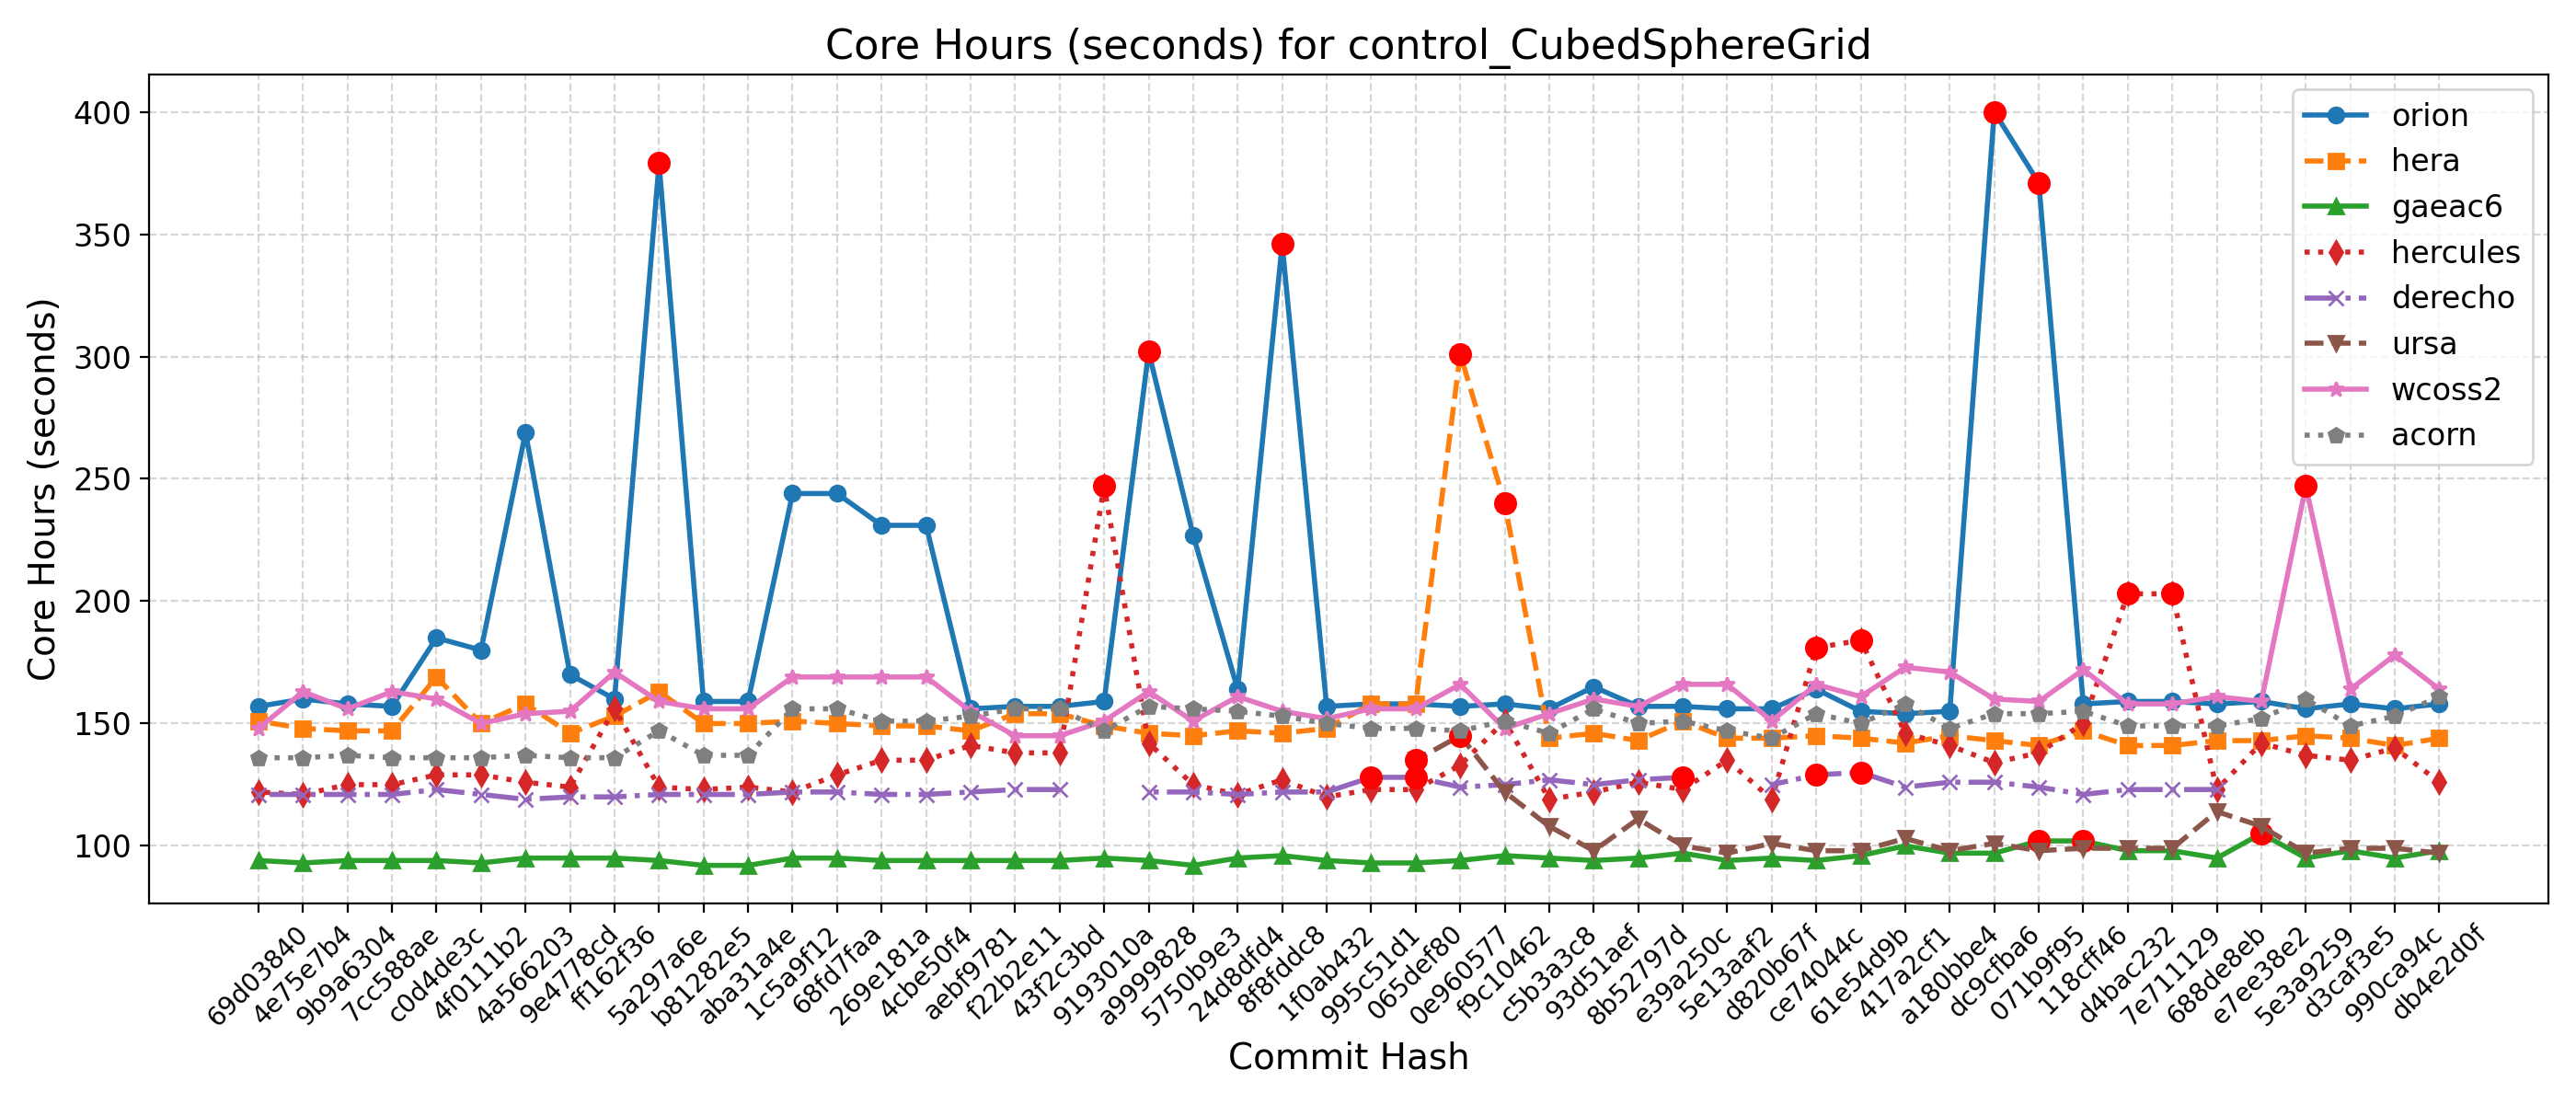 Core Hours (seconds) for control_CubedSphereGrid
Core Hours (seconds)
400
350
300
250
200
150
100
orion
hera
gaeac6
hercules
derecho
ursa
wcoss2
acorn
69d03840
4e75e7b4
9b9a6304
7cc588ae
c0d4de3c
4f0111b2
4a566203
9e4778cd
ff162f36
5a297a6e
b81282e5
aba31a4e
1c5a9f12
68fd7faa
269e181a
4cbe50f4
aebf9781
f22b2e11
43f2c3bd
9193010a
a9999828
5750b9e3
24d8dfd4
8f8fddc8
1f0ab432
995c51d1
065def80
0e960577
f9c10462
c5b3a3c8
93d51aef
8b52797d
e39a250c
5e13aaf2
d820b67f
ce74044c
61e54d9b
417a2cf1
a180bbe4
dc9cfba6
071b9f95
118cff46
d4bac232
7e711129
688de8eb
e7ee38e2
5e3a9259
d3caf3e5
990ca94c
db4e2d0f
Commit Hash